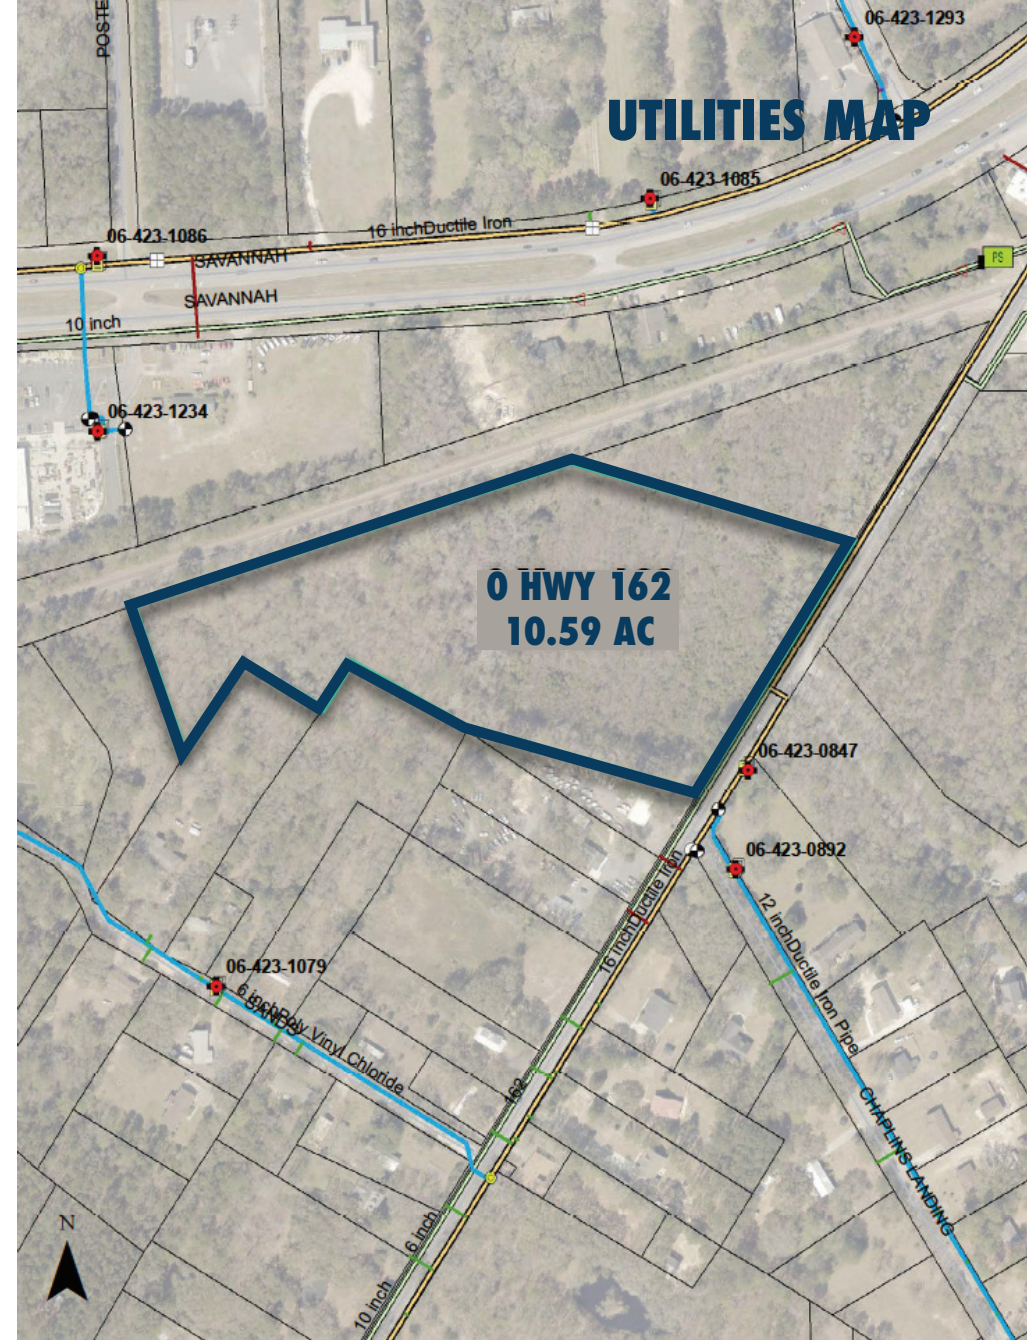 06-423-1293
POSTE
UTILITIES MAP
06-423-1085
16 inchDuctile Iron
06-423-1086
SAVANNAH
PS
SAVANNAH
10 inch
06-423-1234
0 HWY 162
10.59 AC
06-423-0847
06-423-0892
16 inchDuctile Iron
12 inchDuctile Iron Pipe
06-423-1079
6 inchPoly Vinyl Chloride
SANDS
162
CHAPLINS LANDING
N
6 inch
10 inch